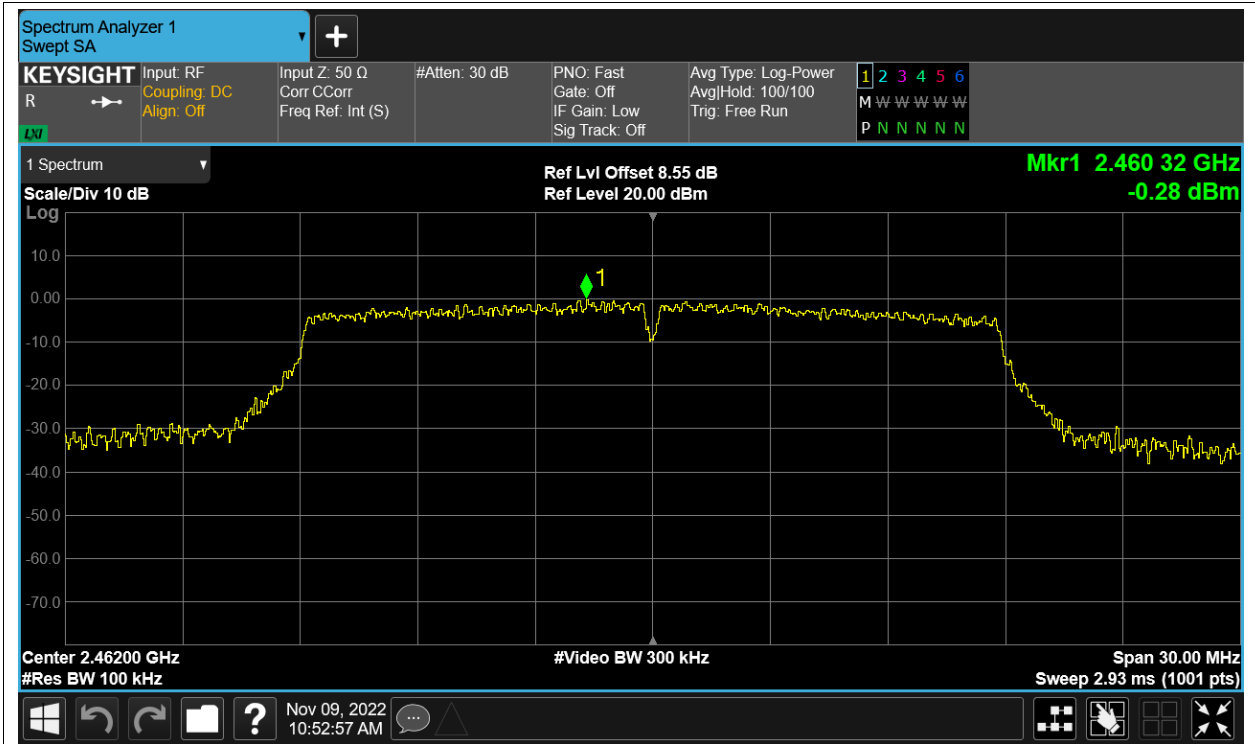 Spectrum Analyzer 1
Swept SA
+
KEYSIGHT
R
LXI
Input: RF
Coupling: DC
Align: Off
Input Z: 50 Ω
Corr CCorr
Freq Ref: Int (S)
#Atten: 30 dB
PNO: Fast
Gate: Off
IF Gain: Low
Sig Track: Off
Avg Type: Log-Power
Avg|Hold: 100/100
Trig: Free Run
1 2 3 4 5 6
M W W W W W
P N N N N N
1 Spectrum
Scale/Div 10 dB
Ref Lvl Offset 8.55 dB
Ref Level 20.00 dBm
Mkr1 2.460 32 GHz
-0.28 dBm
Log
10.0
0.00
-10.0
-20.0
-30.0
-40.0
-50.0
-60.0
-70.0
1
Center 2.46200 GHz
#Video BW 300 kHz
Span 30.00 MHz
#Res BW 100 kHz
Sweep 2.93 ms (1001 pts)
?
Nov 09, 2022
10:52:57 AM